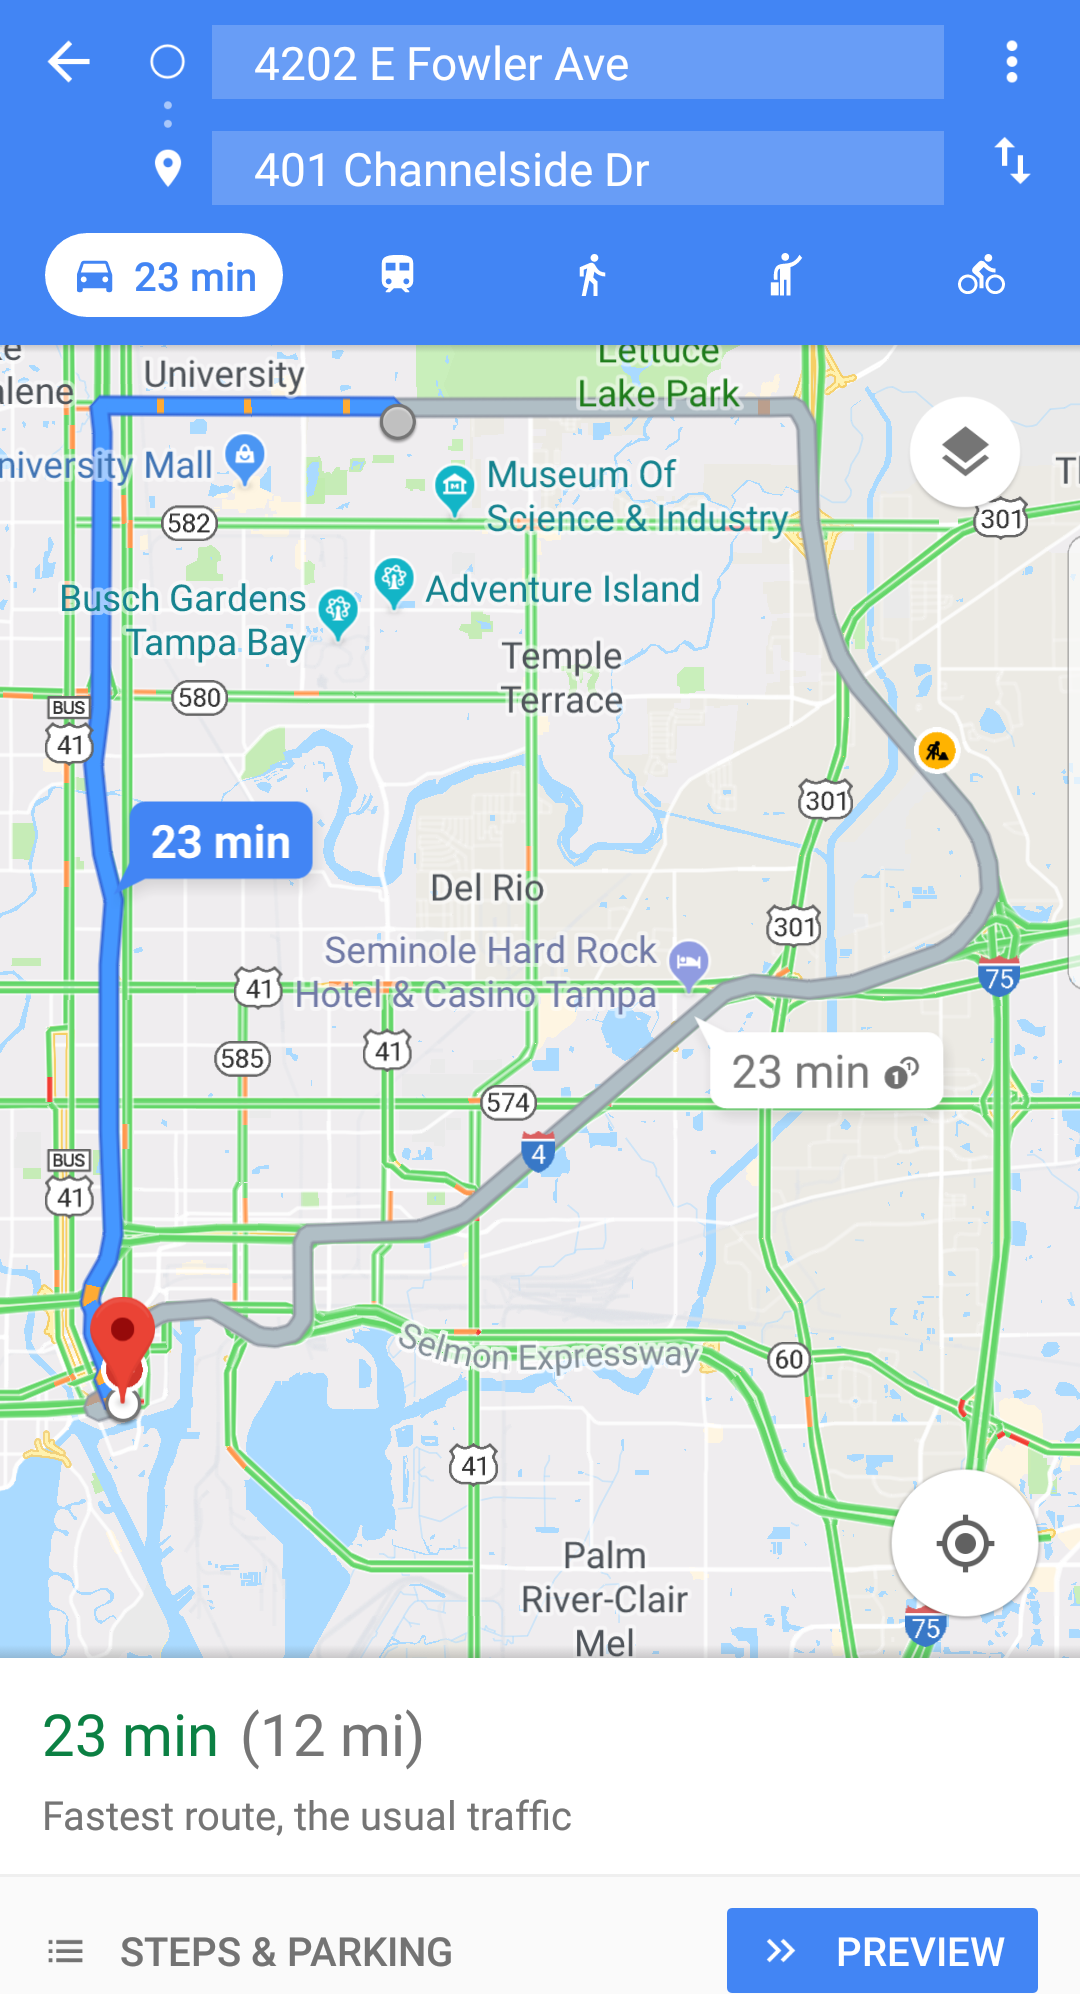 4202 E Fowler Ave
401 Channelside Dr
23 min
University
Lettuce
Lake Park
University Mall
Museum Of
Science & Industry
582
301
Busch Gardens
Tampa Bay
Adventure Island
Temple
Terrace
580
BUS
41
301
23 min
Del Rio
301
Seminole Hard Rock
Hotel & Casino Tampa
41
75
585
41
23 min
1
574
4
BUS
41
Selmon Expressway
60
41
Palm
River-Clair
Mel
75
23 min (12 mi)
Fastest route, the usual traffic
STEPS & PARKING
PREVIEW